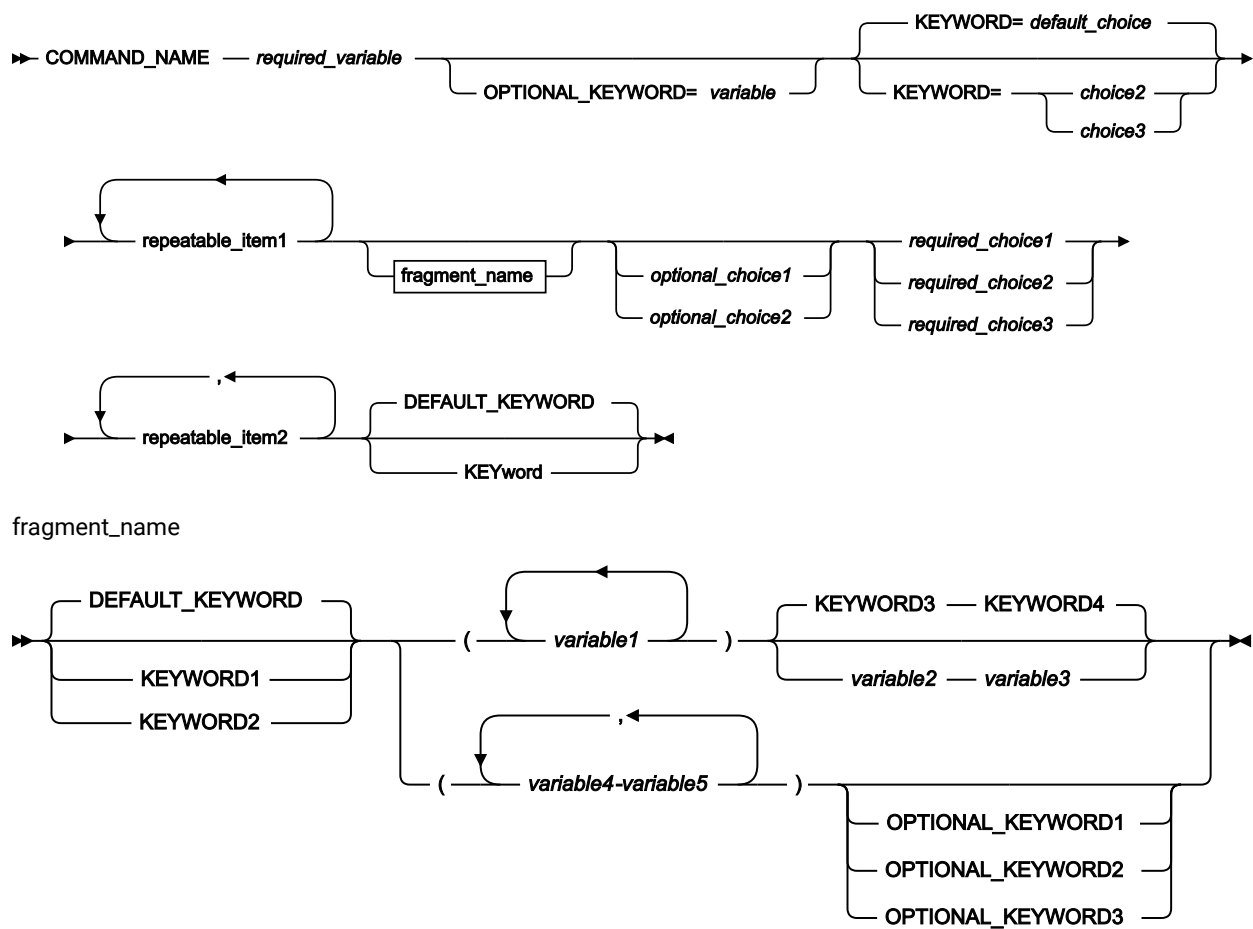 KEYWORD= default_choice
COMMAND_NAME required_variable
OPTIONAL_KEYWORD= variable
KEYWORD= choice2
choice3
repeatable_item1
fragment_name
optional_choice1
optional_choice2
required_choice1
required_choice2
required_choice3
,
repeatable_item2
DEFAULT_KEYWORD
KEYword
fragment_name
DEFAULT_KEYWORD
KEYWORD1
KEYWORD2
( variable1 )
KEYWORD3 KEYWORD4
variable2 variable3
,
( variable4-variable5 )
OPTIONAL_KEYWORD1
OPTIONAL_KEYWORD2
OPTIONAL_KEYWORD3